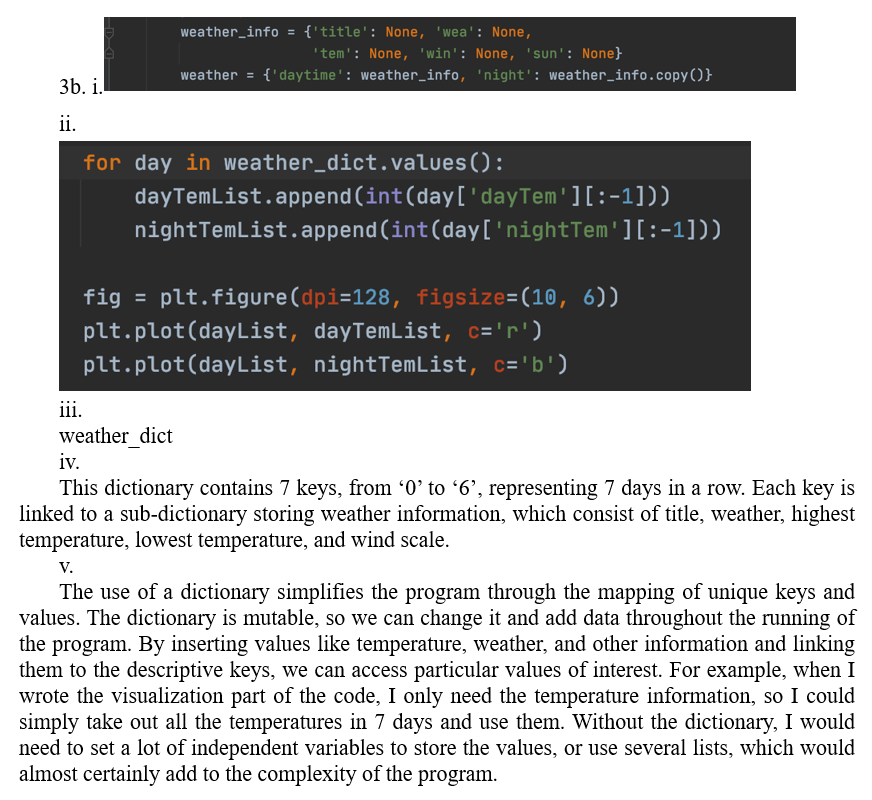 weather_info = {'title': None, 'wea': None,
'tem': None, 'win': None, 'sun': None}
weather = {'daytime': weather_info, 'night': weather_info.copy()}
3b. i.
ii.
for day in weather_dict.values():
dayTemList.append(int(day['dayTem'][:-1]))
nightTemList.append(int(day['nightTem'][:-1]))
fig = plt.figure(dpi=128, figsize=(10, 6))
plt.plot(dayList, dayTemList, c='r')
plt.plot(dayList, nightTemList, c='b')
iii.
weather_dict
iv.
This dictionary contains 7 keys, from ‘0’ to ‘6’, representing 7 days in a row. Each key is
linked to a sub-dictionary storing weather information, which consist of title, weather, highest
temperature, lowest temperature, and wind scale.
v.
The use of a dictionary simplifies the program through the mapping of unique keys and
values. The dictionary is mutable, so we can change it and add data throughout the running of
the program. By inserting values like temperature, weather, and other information and linking
them to the descriptive keys, we can access particular values of interest. For example, when I
wrote the visualization part of the code, I only need the temperature information, so I could
simply take out all the temperatures in 7 days and use them. Without the dictionary, I would
need to set a lot of independent variables to store the values, or use several lists, which would
almost certainly add to the complexity of the program.